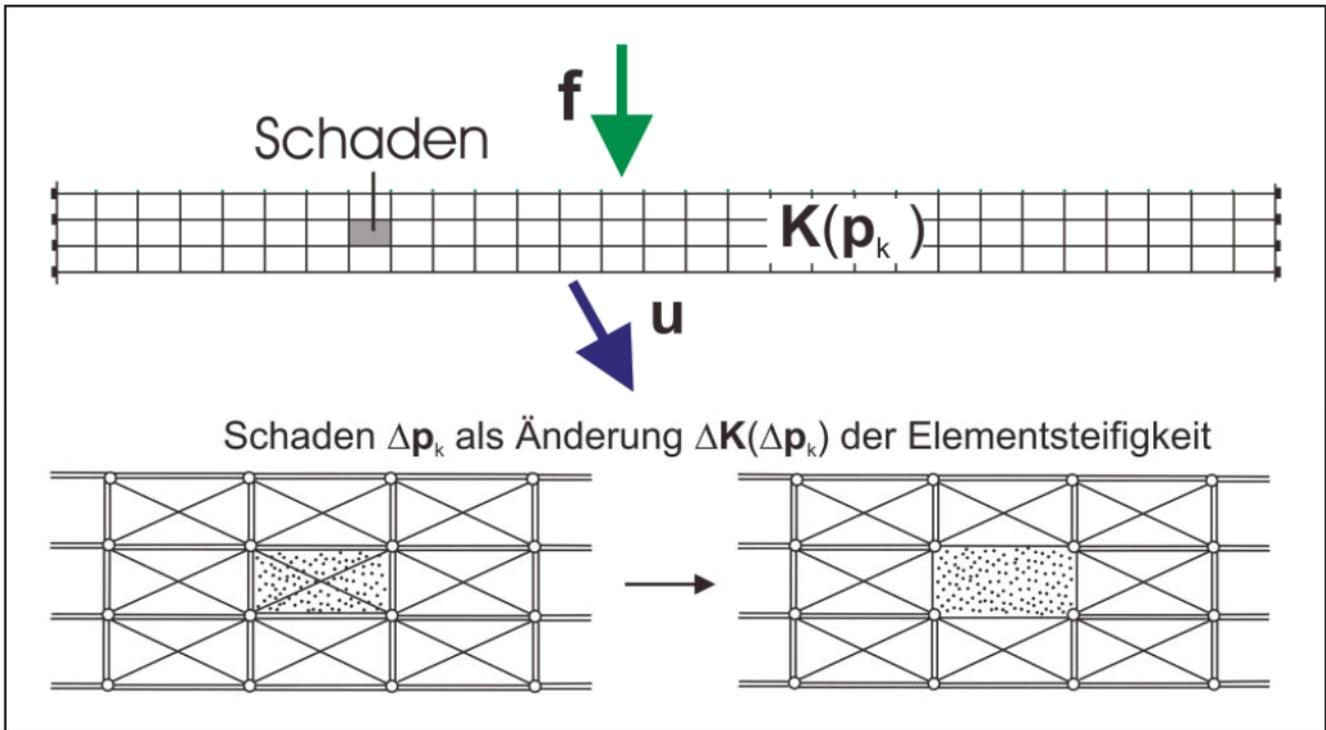 f
Schaden
K(pₖ )
u
Schaden Δpₖ als Änderung ΔK(Δpₖ) der Elementsteifigkeit